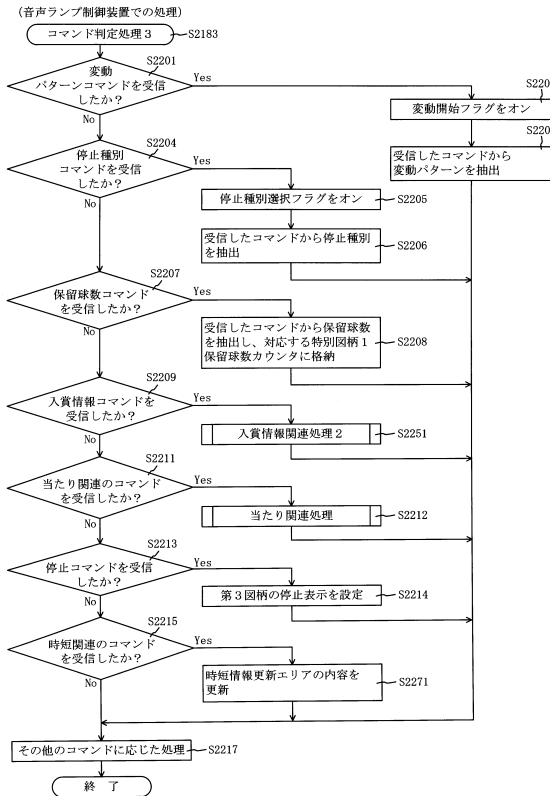 (音声ランプ制御装置での処理)
コマンド判定処理3
S2183
S2201
変動
パターンコマンドを受信
したか?
Yes
No
S220
変動開始フラグをオン
S220
受信したコマンドから
変動パターンを抽出
S2204
停止種別
コマンドを受信
したか?
Yes
No
停止種別選択フラグをオン
S2205
受信したコマンドから停止種別
を抽出
S2206
S2207
保留球数コマンド
を受信したか?
Yes
No
受信したコマンドから保留球数
を抽出し、対応する特別図柄1
保留球数カウンタに格納
S2208
S2209
入賞情報コマンドを
受信したか?
Yes
No
入賞情報関連処理2
S2251
S2211
当たり関連のコマンド
を受信したか?
Yes
No
当たり関連処理
S2212
S2213
停止コマンドを受信
したか?
Yes
No
第3図柄の停止表示を設定
S2214
S2215
時短関連のコマンド
を受信したか?
Yes
No
時短情報更新エリアの内容を
更新
S2271
その他のコマンドに応じた処理
S2217
終 了